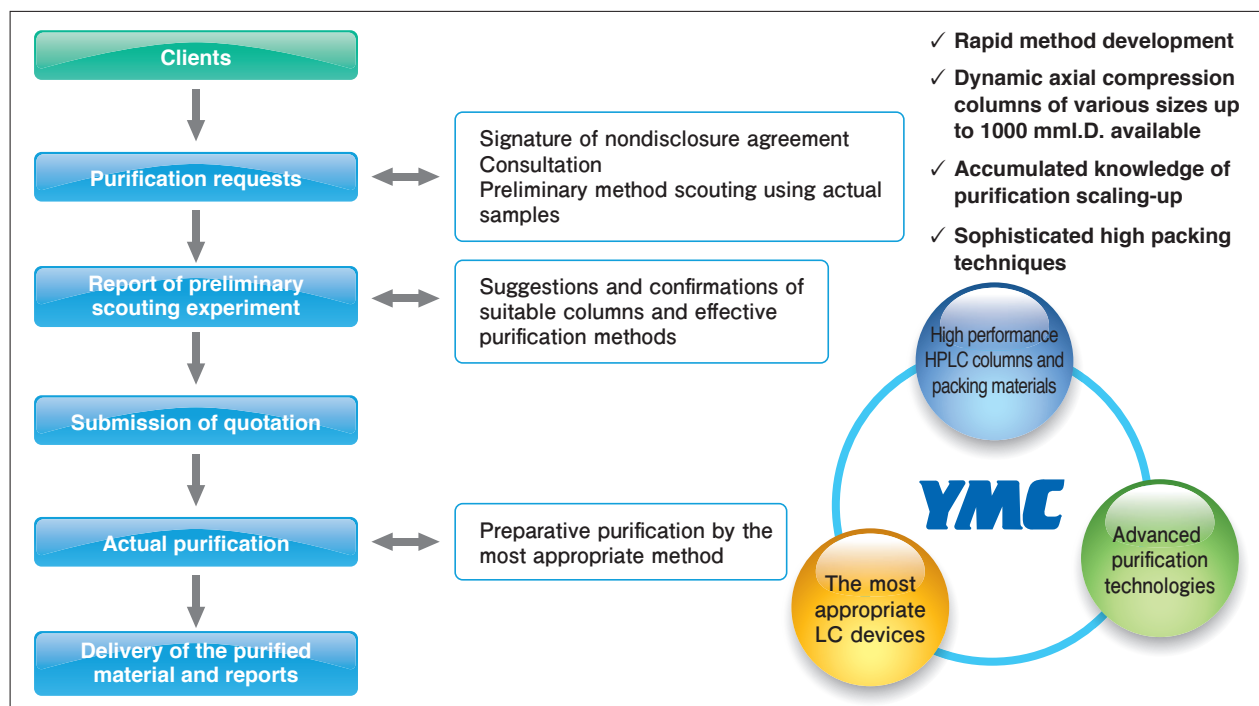 Clients
Purification requests
Signature of nondisclosure agreement
Consultation
Preliminary method scouting using actual
samples
Report of preliminary
scouting experiment
Suggestions and confirmations of
suitable columns and effective
purification methods
Submission of quotation
Actual purification
Preparative purification by the
most appropriate method
Delivery of the purified
material and reports
✓ Rapid method development
✓ Dynamic axial compression
columns of various sizes up
to 1000 mmI.D. available
✓ Accumulated knowledge of
purification scaling-up
✓ Sophisticated high packing
techniques
High performance
HPLC columns and
packing materials
YMC
Advanced
purification
technologies
The most
appropriate
LC devices